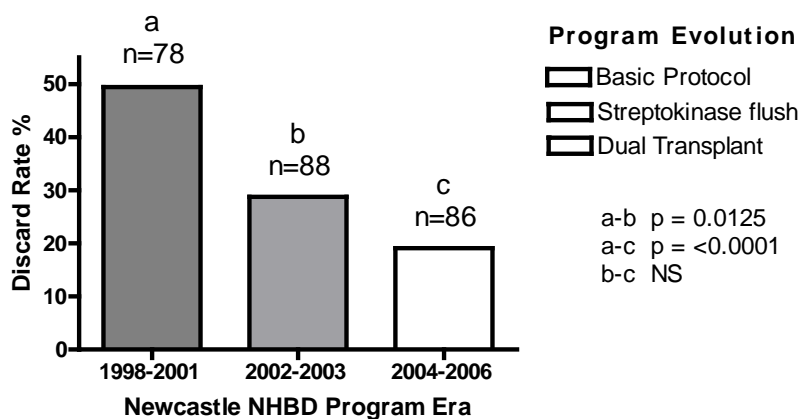 a
n=78
b
n=88
c
n=86
Discard Rate %
50
40
30
20
10
0
1998-2001
2002-2003
2004-2006
Newcastle NHBD Program Era
Program Evolution
Basic Protocol
Streptokinase flush
Dual Transplant
a-b p = 0.0125
a-c p = <0.0001
b-c NS